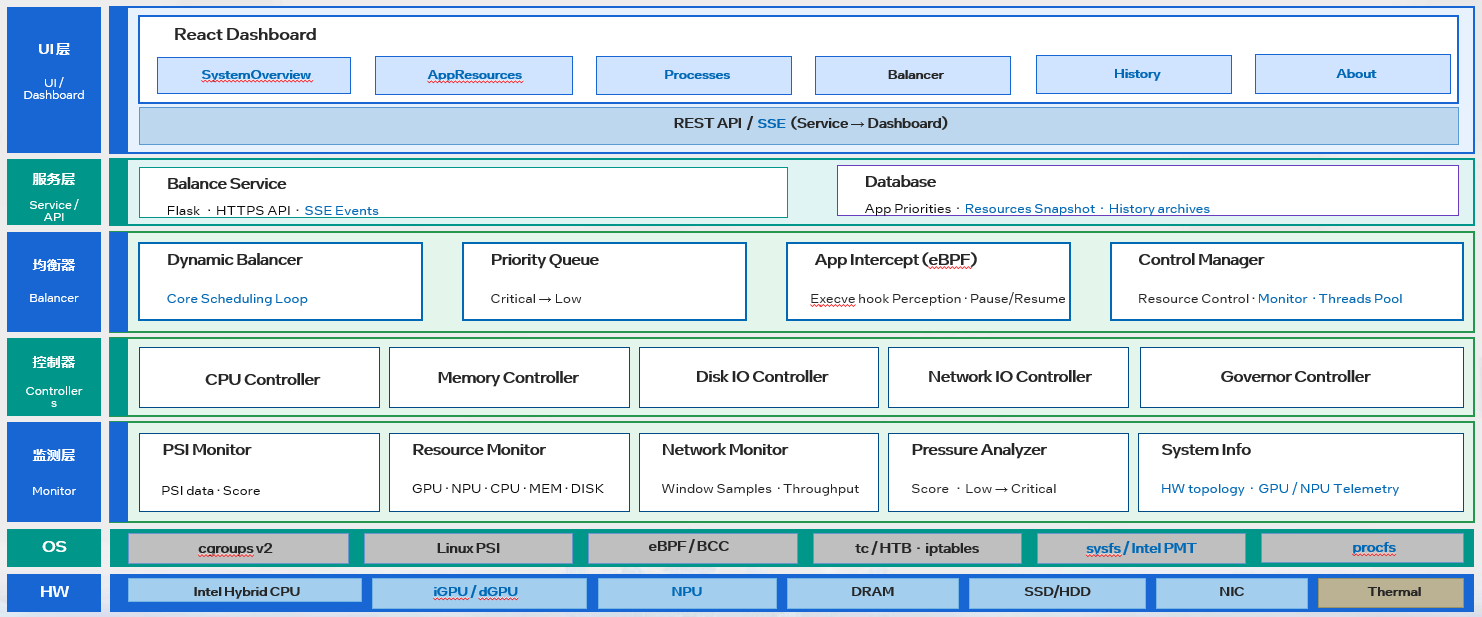 UI层
UI /
Dashboard
React Dashboard
SystemOverview
AppResources
Processes
Balancer
History
About
REST API / SSE (Service→Dashboard)
服务层
Service /
API
Balance Service
Flask · HTTPS API · SSE Events
Database
App Priorities · Resources Snapshot · History archives
均衡器
Balancer
Dynamic Balancer
Core Scheduling Loop
Priority Queue
Critical→Low
App Intercept (eBPF)
Execve hook Perception · Pause/Resume
Control Manager
Resource Control · Monitor · Threads Pool
控制器
Controller
s
CPU Controller
Memory Controller
Disk IO Controller
Network IO Controller
Governor Controller
监测层
Monitor
PSI Monitor
PSI data · Score
Resource Monitor
GPU · NPU · CPU · MEM · DISK
Network Monitor
Window Samples · Throughput
Pressure Analyzer
Score · Low→Critical
System Info
HW topology · GPU / NPU Telemetry
OS
cgroups v2
Linux PSI
eBPF / BCC
tc / HTB · iptables
sysfs / Intel PMT
procfs
HW
Intel Hybrid CPU
iGPU / dGPU
NPU
DRAM
SSD/HDD
NIC
Thermal